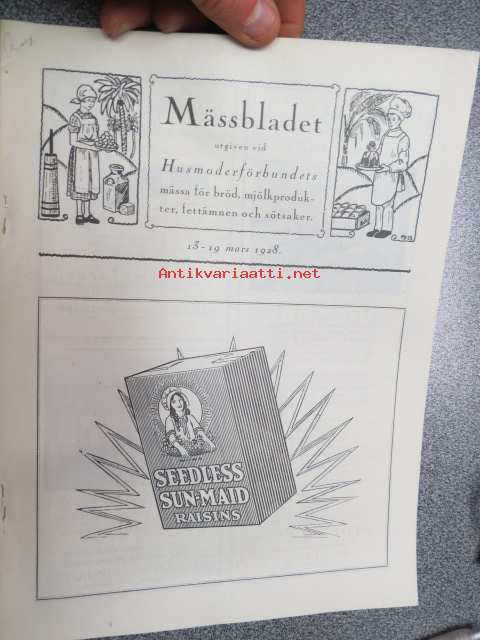 Mässbladet
utgiven vid
Husmoderförbundets
mässa för bröd, mjölkproduk-
ter, fettämnen och sötsaker.
13-19 mars 1928.
Antikvariaatti.net
SEEDLESS
SUN-MAID
RAISINS